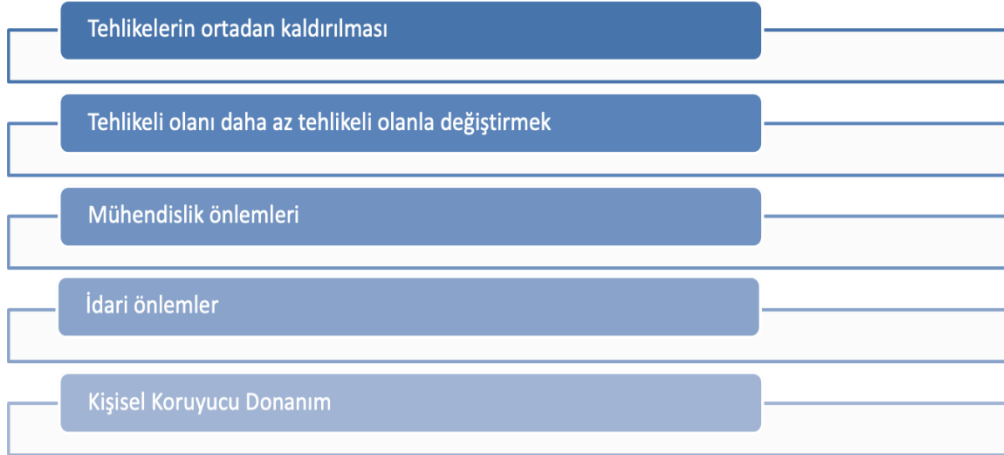 Tehlikelerin ortadan kaldırılması
Tehlikeli olanı daha az tehlikeli olanla değiştirmek
Mühendislik önlemleri
İdari önlemler
Kişisel Koruyucu Donanım